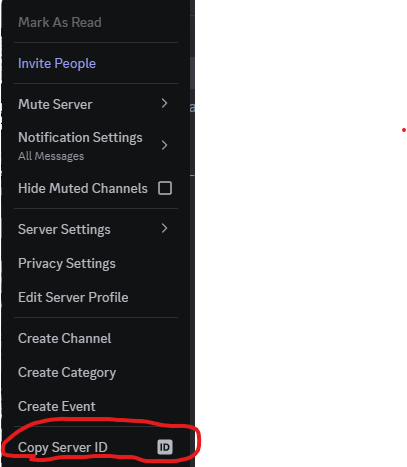 Mark As Read
Invite People
Mute Server
Notification Settings
All Messages
Hide Muted Channels
Server Settings
Privacy Settings
Edit Server Profile
Create Channel
Create Category
Create Event
Copy Server ID ID